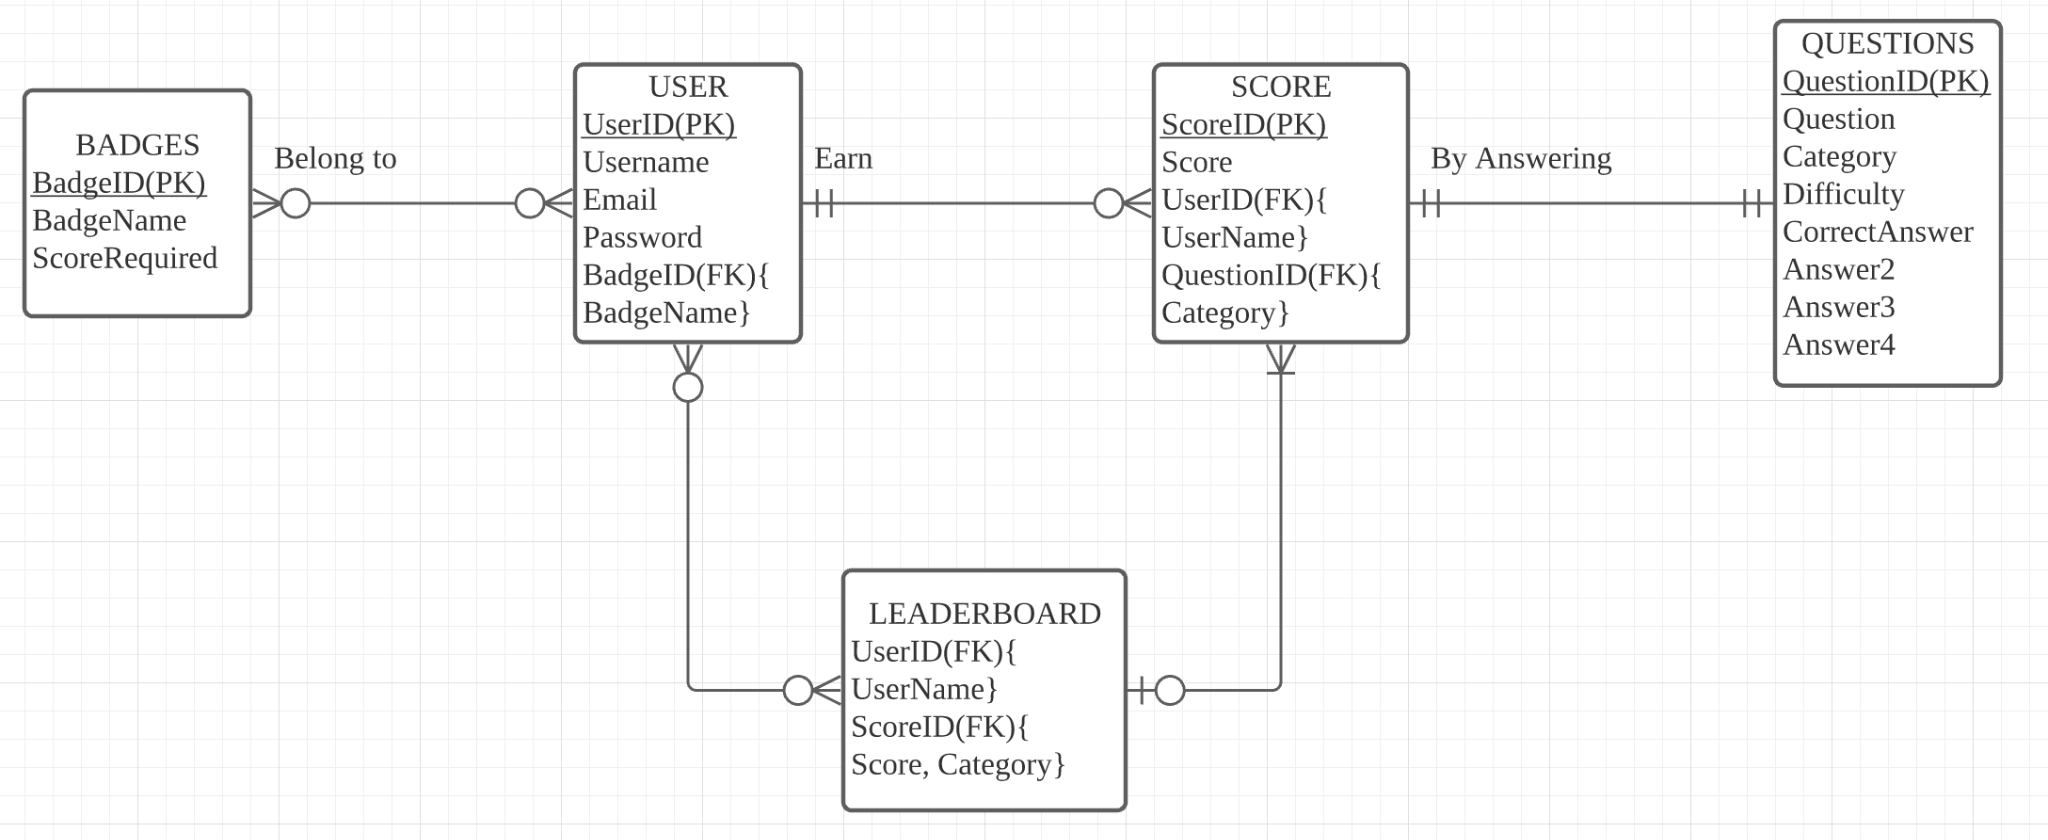 BADGES
BadgeID(PK)
BadgeName
ScoreRequired
Belong to
USER
UserID(PK)
Username
Email
Password
BadgeID(FK){
BadgeName}
Earn
SCORE
ScoreID(PK)
Score
UserID(FK){
UserName}
QuestionID(FK){
Category}
By Answering
QUESTIONS
QuestionID(PK)
Question
Category
Difficulty
CorrectAnswer
Answer2
Answer3
Answer4
LEADERBOARD
UserID(FK){
UserName}
ScoreID(FK){
Score, Category}